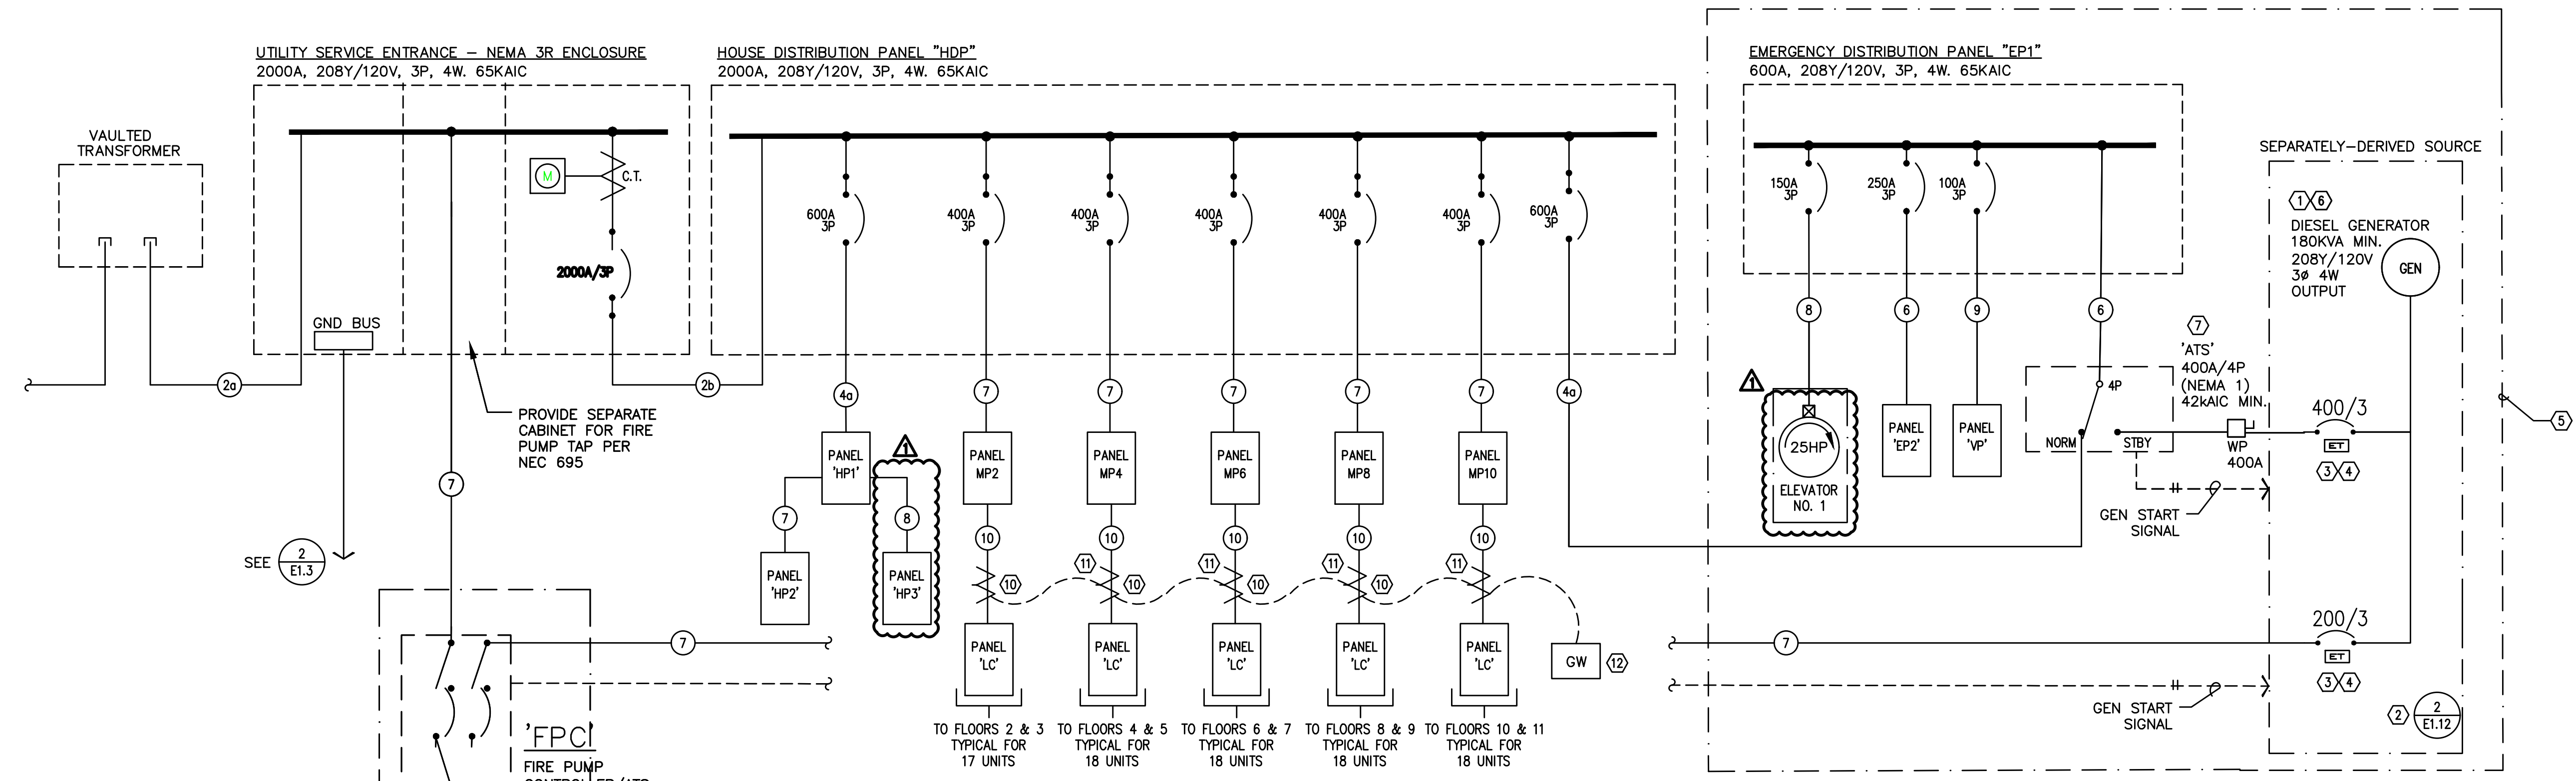 UTILITY SERVICE ENTRANCE – NEMA 3R ENCLOSURE
2000A, 208Y/120V, 3P, 4W. 65KAIC
HOUSE DISTRIBUTION PANEL "HDP"
2000A, 208Y/120V, 3P, 4W. 65KAIC
EMERGENCY DISTRIBUTION PANEL "EP1"
600A, 208Y/120V, 3P, 4W. 65KAIC
VAULTED
TRANSFORMER
M
C.T.
2000A/3P
GND BUS
2a
2b
PROVIDE SEPARATE
CABINET FOR FIRE
PUMP TAP PER
NEC 695
7
SEE
2
E1.3
7
'FPC'
FIRE PUMP
CONTROLLER/ATS
600A
3P
400A
3P
400A
3P
400A
3P
400A
3P
400A
3P
600A
3P
4a
7
7
7
7
7
4a
PANEL
'HP1'
1
PANEL
MP2
PANEL
MP4
PANEL
MP6
PANEL
MP8
PANEL
MP10
7
8
10
10
10
10
10
PANEL
'HP2'
PANEL
'HP3'
10
11
10
11
10
11
10
11
PANEL
'LC'
PANEL
'LC'
PANEL
'LC'
PANEL
'LC'
PANEL
'LC'
GW
12
TO FLOORS 2 & 3
TYPICAL FOR
17 UNITS
TO FLOORS 4 & 5
TYPICAL FOR
18 UNITS
TO FLOORS 6 & 7
TYPICAL FOR
18 UNITS
TO FLOORS 8 & 9
TYPICAL FOR
18 UNITS
TO FLOORS 10 & 11
TYPICAL FOR
18 UNITS
150A
3P
250A
3P
100A
3P
8
6
9
6
1
25HP
ELEVATOR
NO. 1
PANEL
'EP2'
PANEL
'VP'
7
'ATS'
400A/4P
(NEMA 1)
42kAIC MIN.
4P
NORM
STBY
WP
400A
GEN START
SIGNAL
SEPARATELY–DERIVED SOURCE
1
6
DIESEL GENERATOR
180KVA MIN.
208Y/120V
3ø 4W
OUTPUT
GEN
400/3
ET
3
4
5
7
200/3
ET
3
4
GEN START
SIGNAL
2
2
E1.12